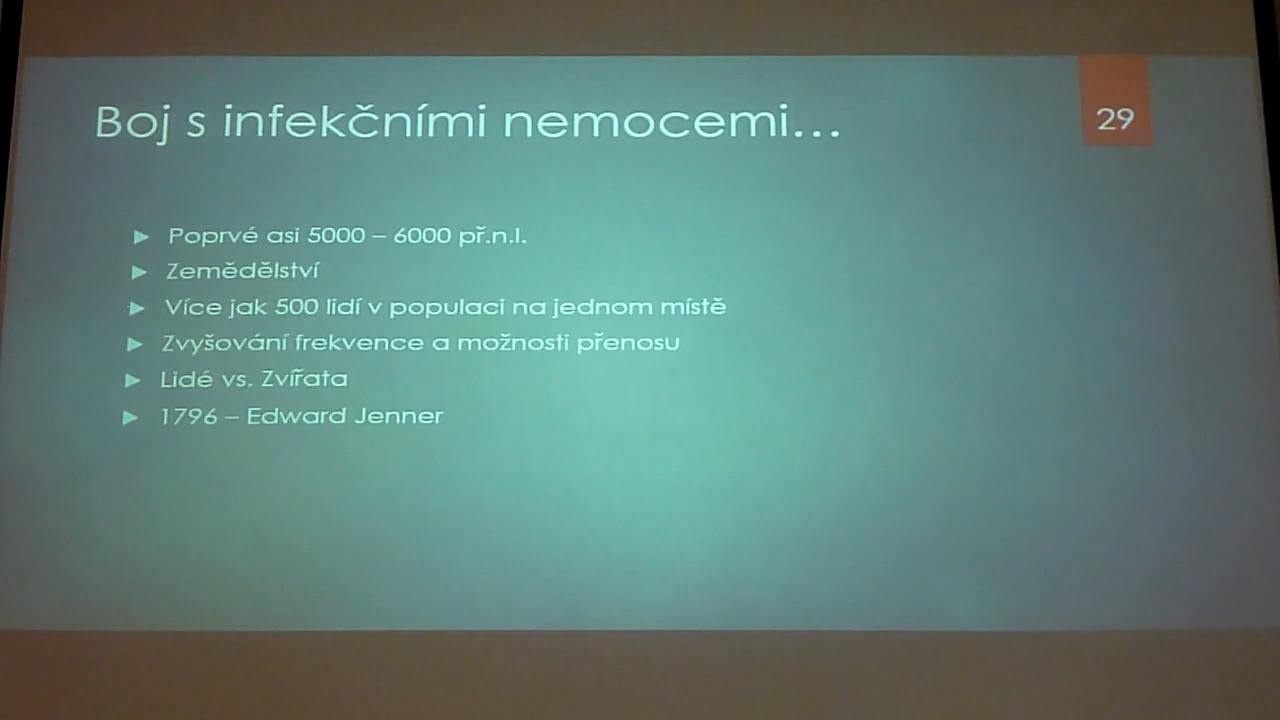 Boj s infekčními nemocemi...
29
► Poprvé asi 5000 – 6000 př.n.l.
► Zemědělství
► Více jak 500 lidí v populaci na jednom místě
► Zvyšování frekvence a možnosti přenosu
► Lidé vs. Zvířata
► 1796 – Edward Jenner